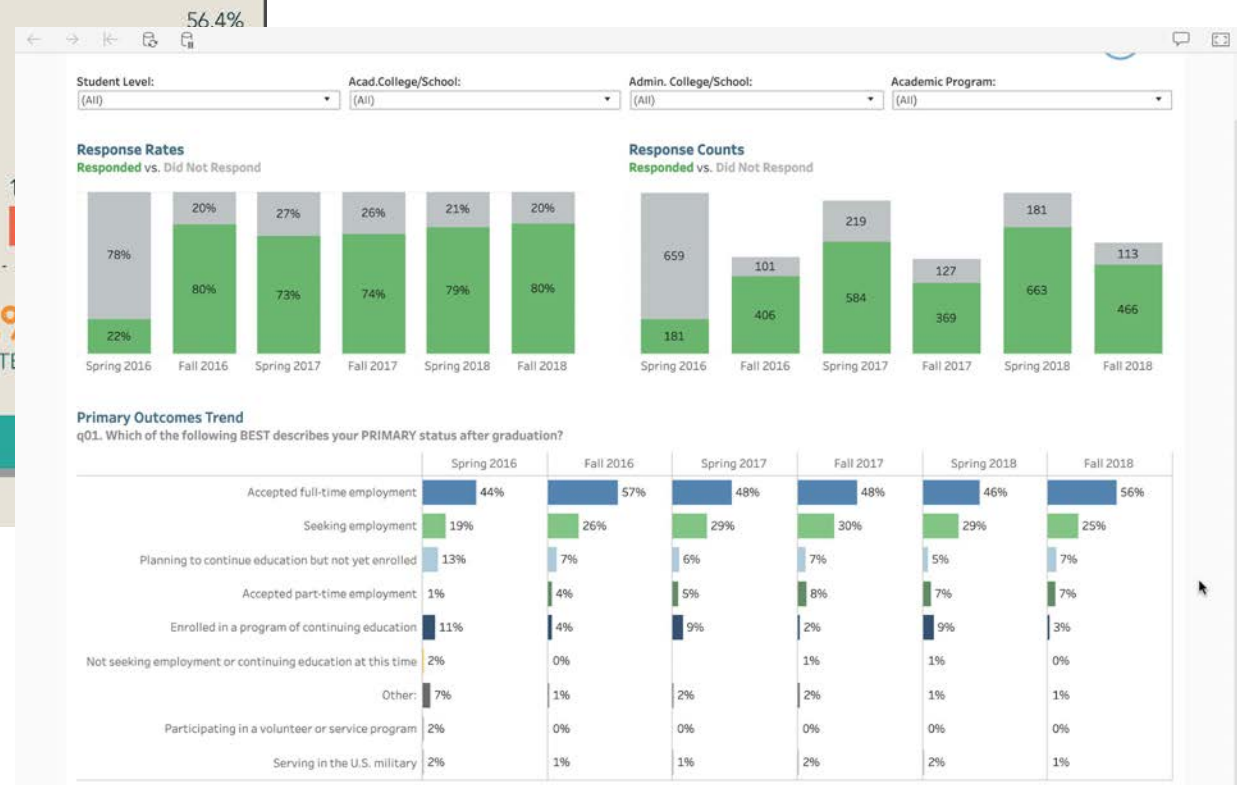 56.4%
Student Level: Acad.College/School: Admin. College/School: Academic Program:
(All) (All) (All) (All)
Response Rates
Responded vs. Did Not Respond
20% 27% 26% 21% 20%
78%
80% 73% 74% 79% 80%
22%
Spring 2016 Fall 2016 Spring 2017 Fall 2017 Spring 2018 Fall 2018
Response Counts
Responded vs. Did Not Respond
659 101 219 127 181 113
181 406 584 369 663 466
Spring 2016 Fall 2016 Spring 2017 Fall 2017 Spring 2018 Fall 2018
Primary Outcomes Trend
q01. Which of the following BEST describes your PRIMARY status after graduation?
Spring 2016 Fall 2016 Spring 2017 Fall 2017 Spring 2018 Fall 2018
Accepted full-time employment 44% 57% 48% 48% 46% 56%
Seeking employment 19% 26% 29% 30% 29% 25%
Planning to continue education but not yet enrolled 13% 7% 6% 7% 5% 7%
Accepted part-time employment 1% 4% 5% 8% 7% 7%
Enrolled in a program of continuing education 11% 4% 9% 2% 9% 3%
Not seeking employment or continuing education at this time 2% 0% 1% 1% 0%
Other: 7% 1% 2% 2% 1% 1%
Participating in a volunteer or service program 2% 0% 0% 0% 0% 0%
Serving in the U.S. military 2% 1% 1% 2% 2% 1%